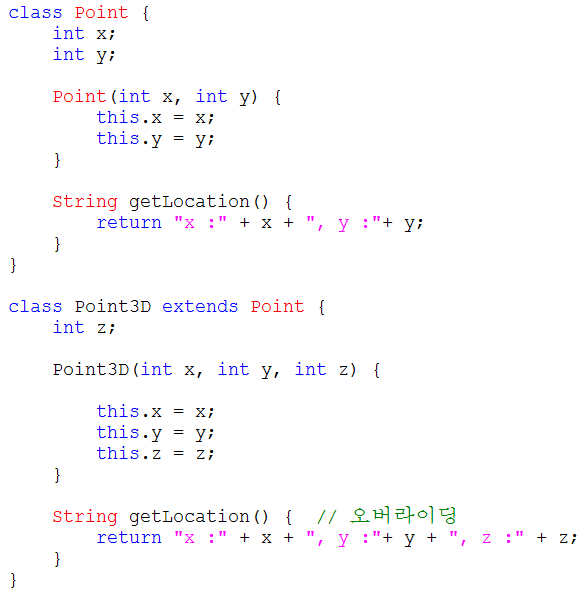 class Point {
    int x;
    int y;

    Point(int x, int y) {
        this.x = x;
        this.y = y;
    }

    String getLocation() {
        return "x :" + x + ", y :"+ y;
    }
}

class Point3D extends Point {
    int z;

    Point3D(int x, int y, int z) {

        this.x = x;
        this.y = y;
        this.z = z;
    }

    String getLocation() {  // 오버라이딩
        return "x :" + x + ", y :"+ y + ", z :" + z;
    }
}